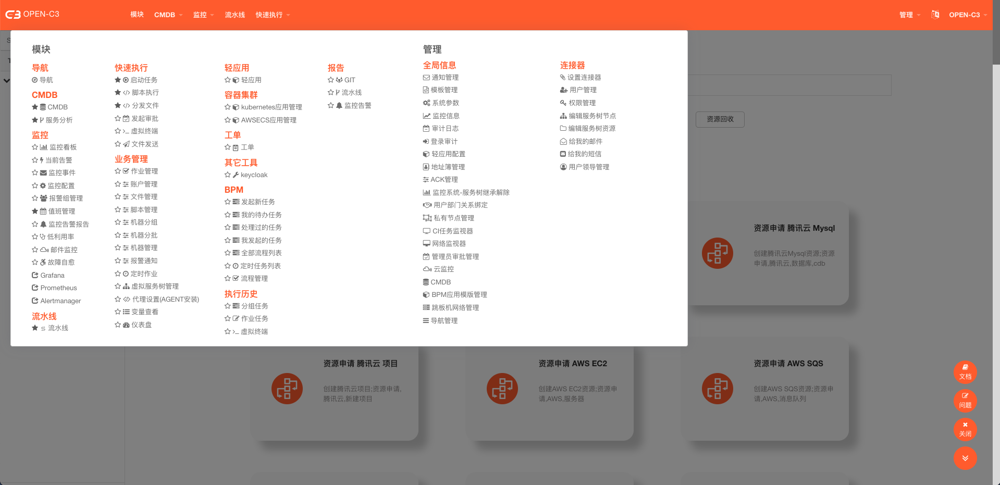 OPEN-C3
模块
CMDB
监控
流水线
快速执行
管理
OPEN-C3
模块
导航
导航
CMDB
CMDB
服务分析
监控
监控看板
当前告警
监控事件
监控配置
报警组管理
值班管理
监控告警报告
低利用率
邮件监控
故障自愈
Grafana
Prometheus
Alertmanager
流水线
流水线
快速执行
启动任务
脚本执行
分发文件
发起审批
虚拟终端
文件发送
业务管理
作业管理
账户管理
文件管理
脚本管理
机器分组
机器分批
机器管理
报警通知
定时作业
虚拟服务树管理
代理设置(AGENT安装)
变量查看
仪表盘
轻应用
轻应用
容器集群
kubernetes应用管理
AWSECS应用管理
工单
工单
其它工具
keycloak
BPM
发起新任务
我的待办任务
处理过的任务
我发起的任务
全部流程列表
定时任务列表
流程管理
执行历史
分组任务
作业任务
虚拟终端
报告
GIT
流水线
监控告警
管理
全局信息
通知管理
模板管理
系统参数
监控信息
审计日志
登录审计
轻应用配置
地址簿管理
ACK管理
监控系统-服务树继承解除
用户部门关系绑定
私有节点管理
CI任务监视器
网络监视器
管理员审批管理
云监控
CMDB
BPM应用模版管理
跳板机网络管理
导航管理
连接器
设置连接器
用户管理
权限管理
编辑服务树节点
编辑服务树资源
给我的邮件
给我的短信
用户领导管理
资源回收
资源申请 腾讯云 Mysql
创建腾讯云Mysql资源;资源
申请,腾讯云,数据库,cdb
资源申请 腾讯云 项目
创建腾讯云项目;资源申请,
腾讯云,新建项目
资源申请 AWS EC2
创建AWS EC2资源;资源申
请,AWS,服务器
资源申请 AWS SQS
创建AWS SQS资源;资源申
请,AWS,消息队列
文档
问题
关闭